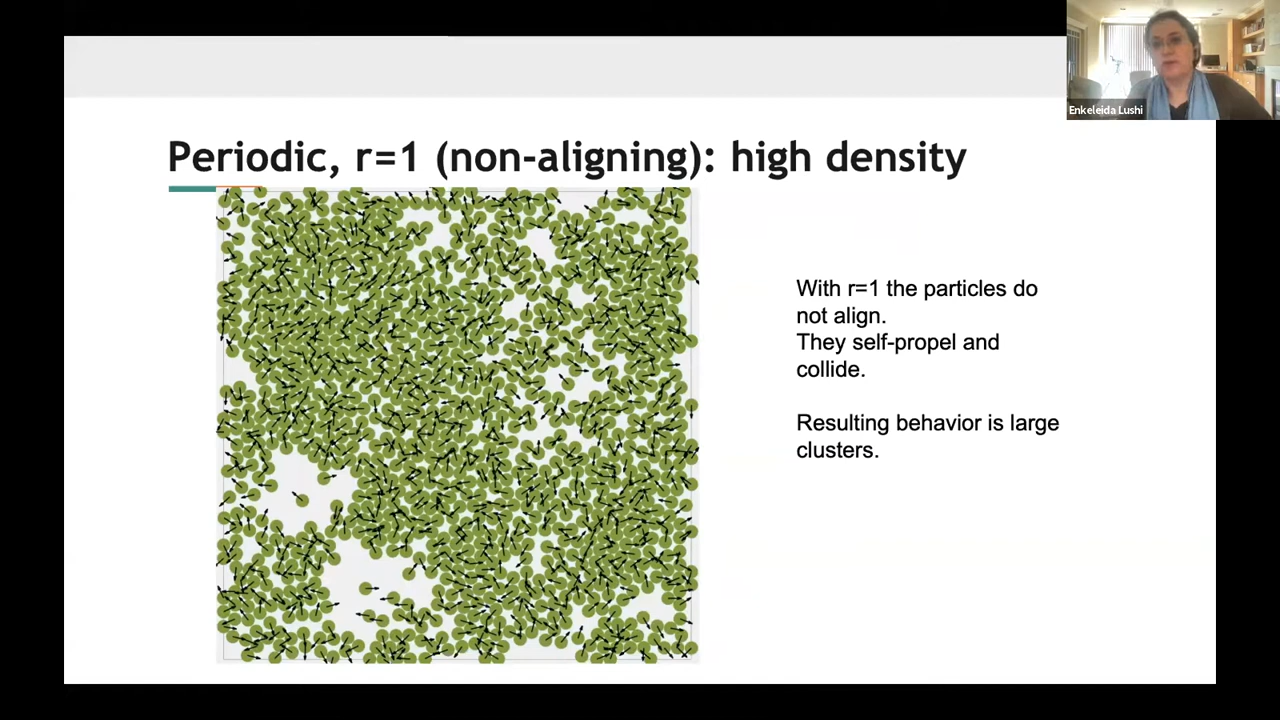 Enkeleida Lushi
Periodic, r=1 (non-aligning): high density
With r=1 the particles do
not align.
They self-propel and
collide.
Resulting behavior is large
clusters.